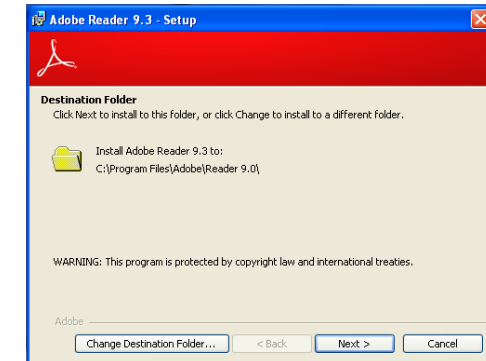 Adobe Reader 9.3 - Setup
Destination Folder
Click Next to install to this folder, or click Change to install to a different folder.
Install Adobe Reader 9.3 to:
C:\Program Files\Adobe\Reader 9.0\
WARNING: This program is protected by copyright law and international treaties.
Adobe
Change Destination Folder... < Back Next > Cancel